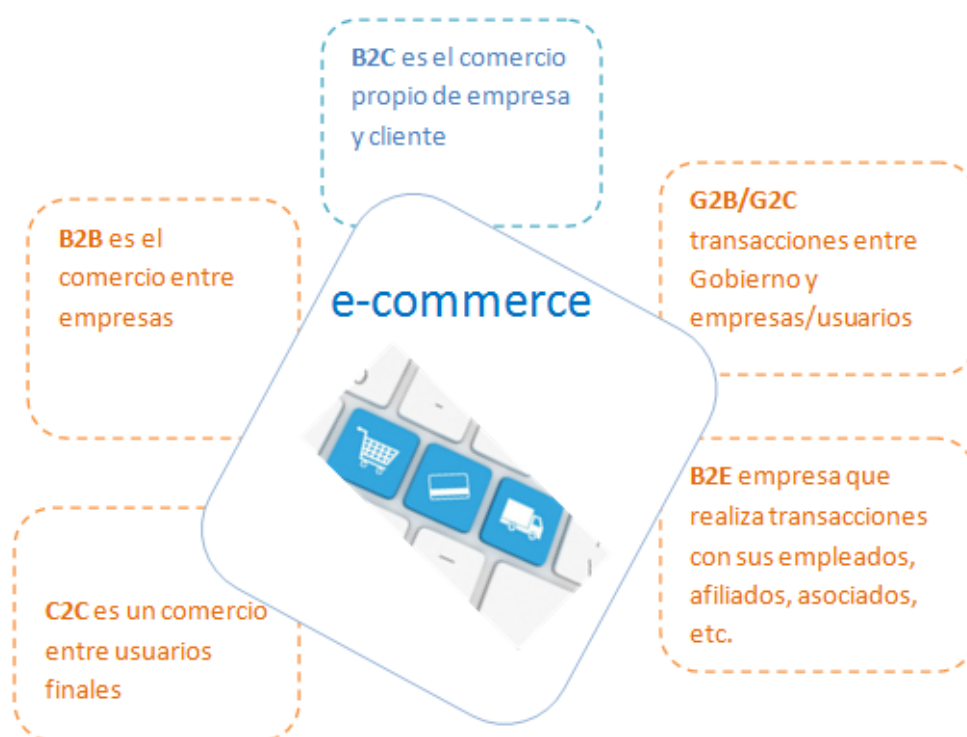 B2C es el comercio
propio de empresa
y cliente
B2B es el
comercio entre
empresas
e-commerce
G2B/G2C
transacciones entre
Gobierno y
empresas/usuarios
C2C es un comercio
entre usuarios
finales
B2E empresa que
realiza transacciones
con sus empleados,
afiliados, asociados,
etc.